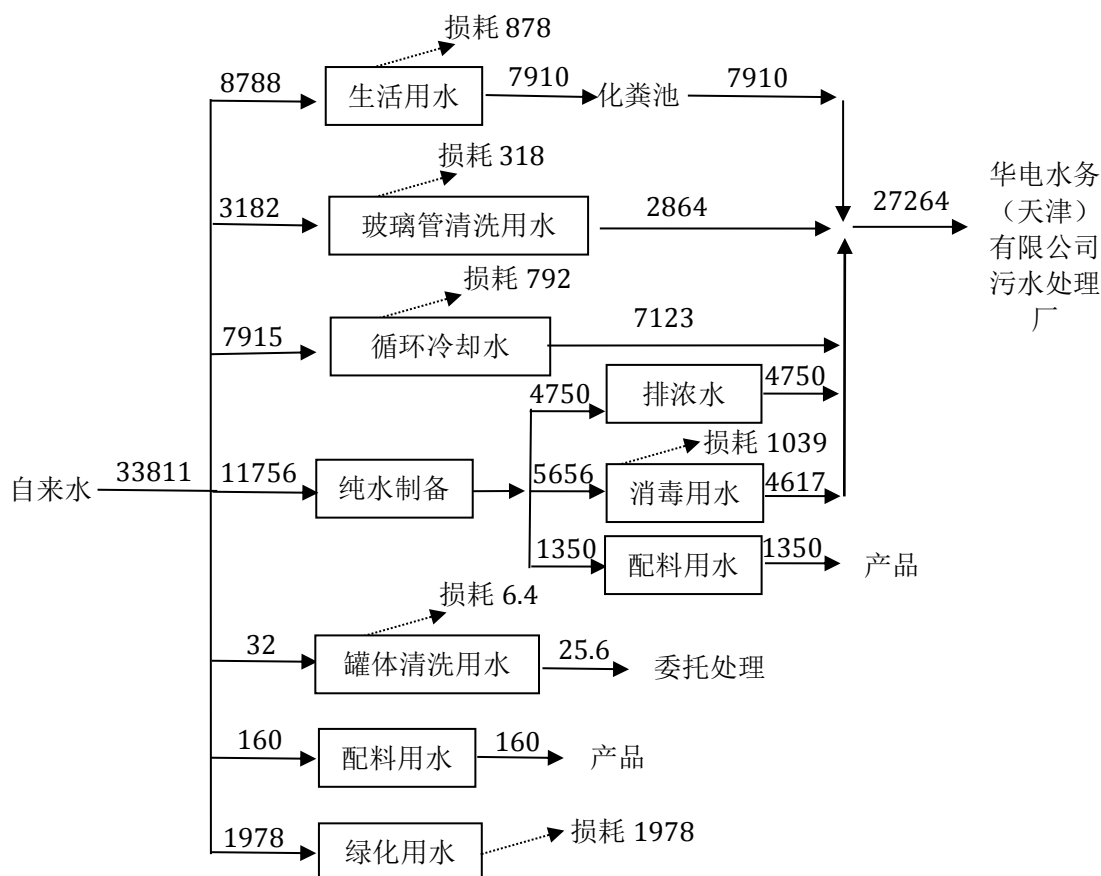 损耗 878
8788
生活用水
7910
化粪池
7910
损耗 318
3182
玻璃管清洗用水
2864
27264
华电水务
（天津）
有限公司
污水处理
厂
损耗 792
7915
循环冷却水
7123
4750
排浓水
4750
损耗 1039
自来水
33811
11756
纯水制备
5656
消毒用水
4617
1350
配料用水
1350
产品
损耗 6.4
32
罐体清洗用水
25.6
委托处理
160
配料用水
160
产品
1978
绿化用水
损耗 1978